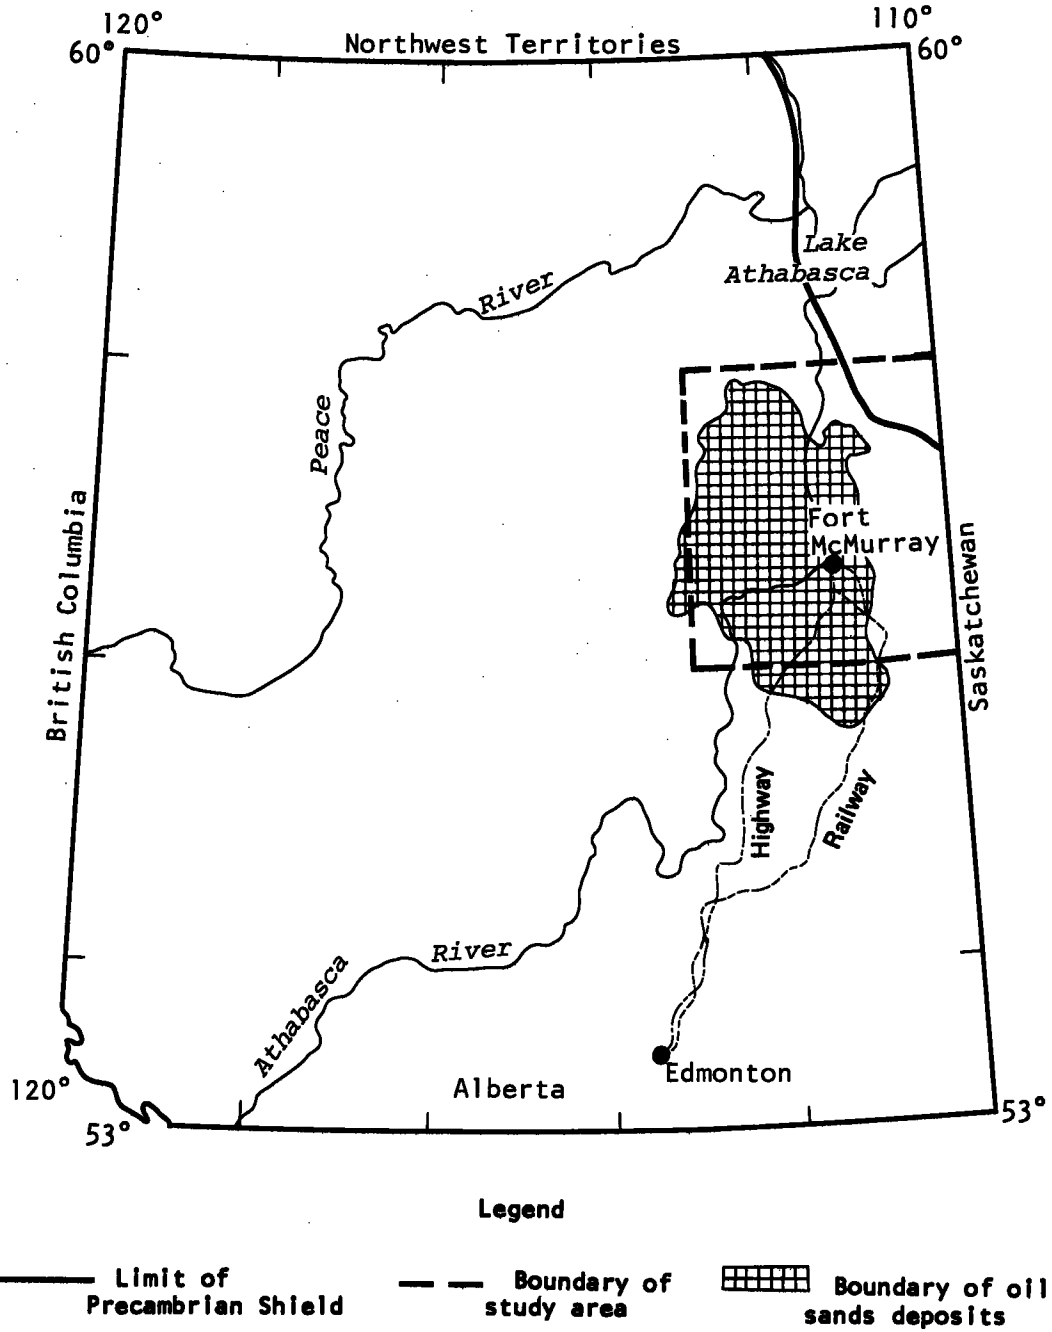 120°
110°
60°
Northwest Territories
60°
Lake
Athabasca
River
Peace
Fort
McMurray
British Columbia
Saskatchewan
Highway
Railway
River
Athabasca
Edmonton
Alberta
120°
53°
53°
Legend
Limit of
Precambrian Shield
Boundary of
study area
Boundary of oil
sands deposits